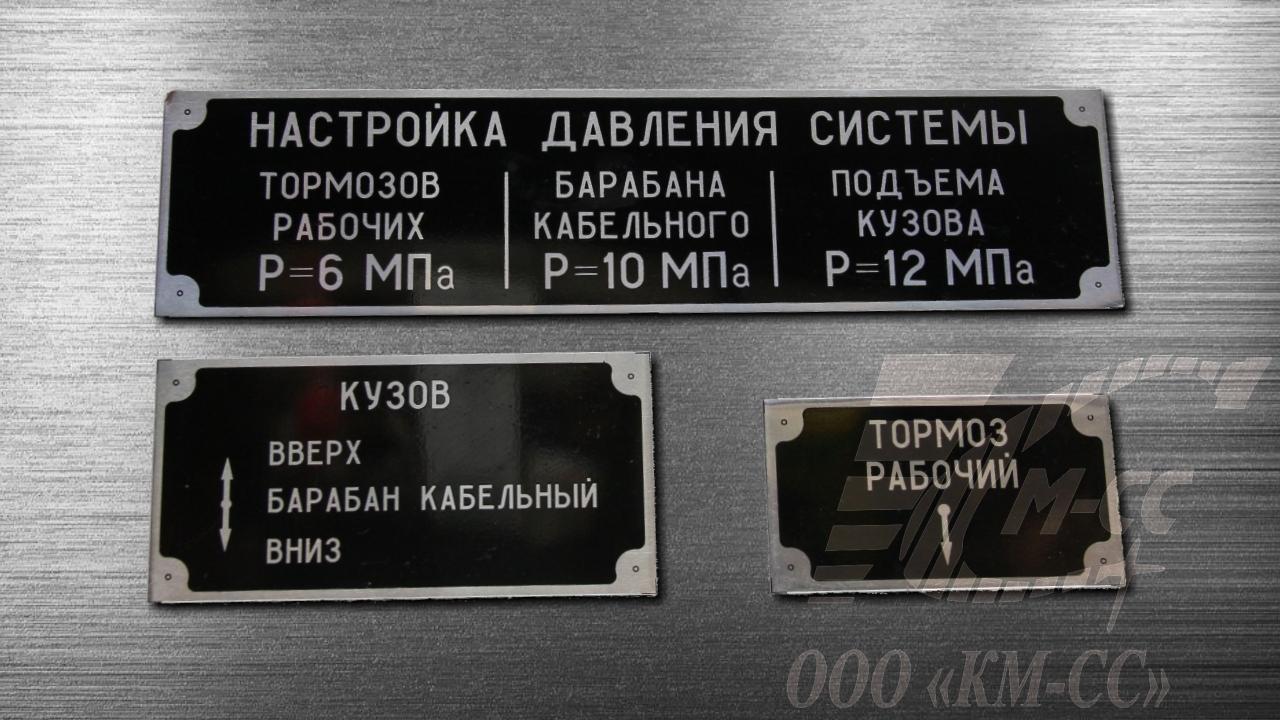 НАСТРОЙКА ДАВЛЕНИЯ СИСТЕМЫ
ТОРМОЗОВ
РАБОЧИХ
Р=6 МПа
БАРАБАНА
КАБЕЛЬНОГО
Р=10 МПа
ПОДЪЕМА
КУЗОВА
Р=12 МПа
КУЗОВ
ВВЕРХ
БАРАБАН КАБЕЛЬНЫЙ
ВНИЗ
ТОРМОЗ
РАБОЧИЙ
М-СС
ООО «КМ-СС»